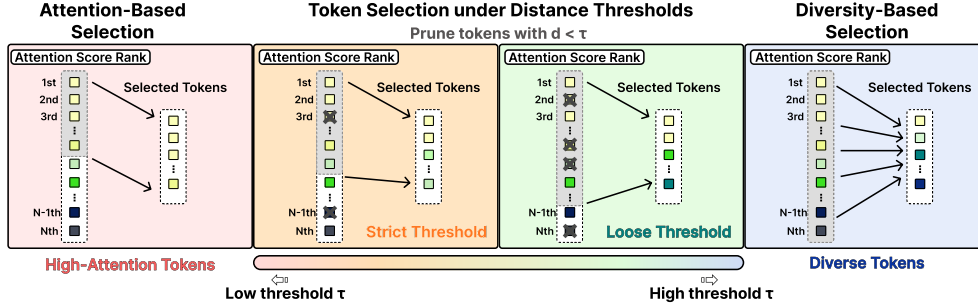 Attention-Based
Selection
Token Selection under Distance Thresholds
Prune tokens with d < τ
Diversity-Based
Selection
Attention Score Rank
1st
2nd
3rd
Selected Tokens
N-1th
Nth
Attention Score Rank
1st
2nd
3rd
Selected Tokens
N-1th
Nth
Strict Threshold
Attention Score Rank
1st
2nd
3rd
Selected Tokens
N-1th
Nth
Loose Threshold
Attention Score Rank
1st
2nd
3rd
Selected Tokens
N-1th
Nth
High-Attention Tokens
Diverse Tokens
Low threshold τ
High threshold τ